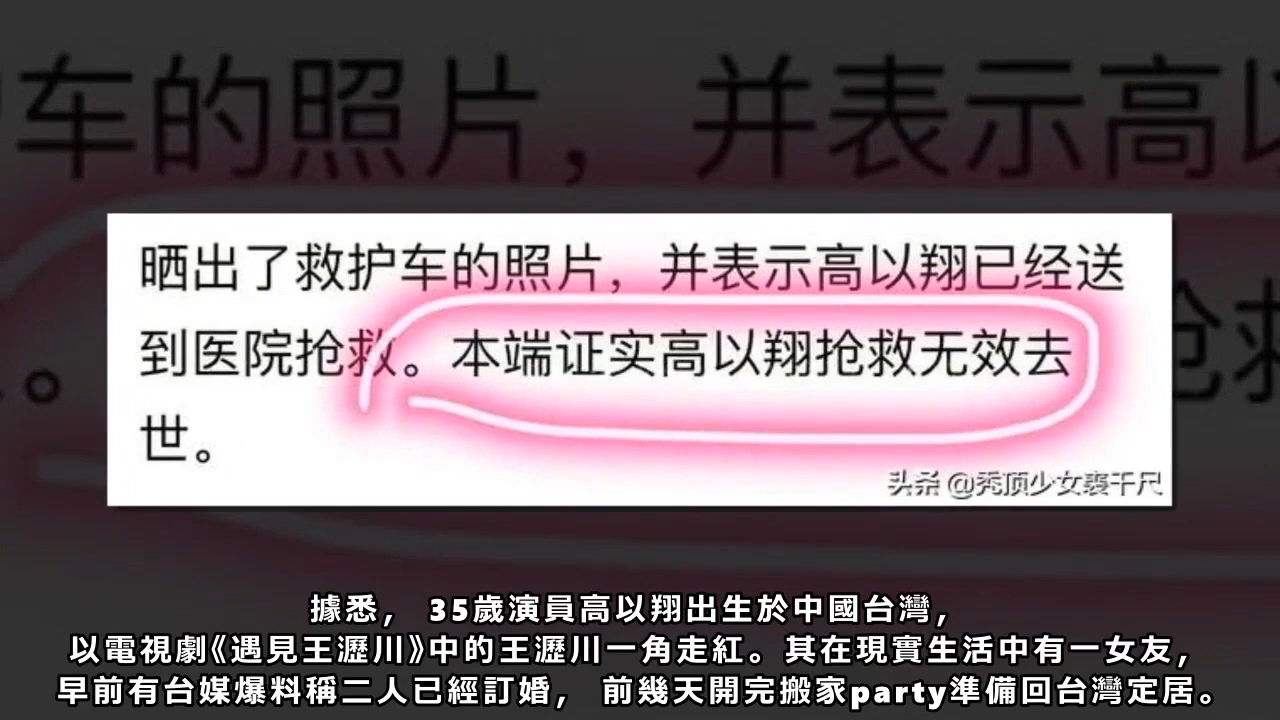 车的照片，并表示高以
晒出了救护车的照片，并表示高以翔已经送
到医院抢救。本端证实高以翔抢救无效去
世。
头条 @秃顶少女裘千尺
據悉， 35歲演員高以翔出生於中國台灣，
以電視劇《遇見王瀝川》中的王瀝川一角走紅。其在現實生活中有一女友，
早前有台媒爆料稱二人已經訂婚， 前幾天開完搬家party準備回台灣定居。